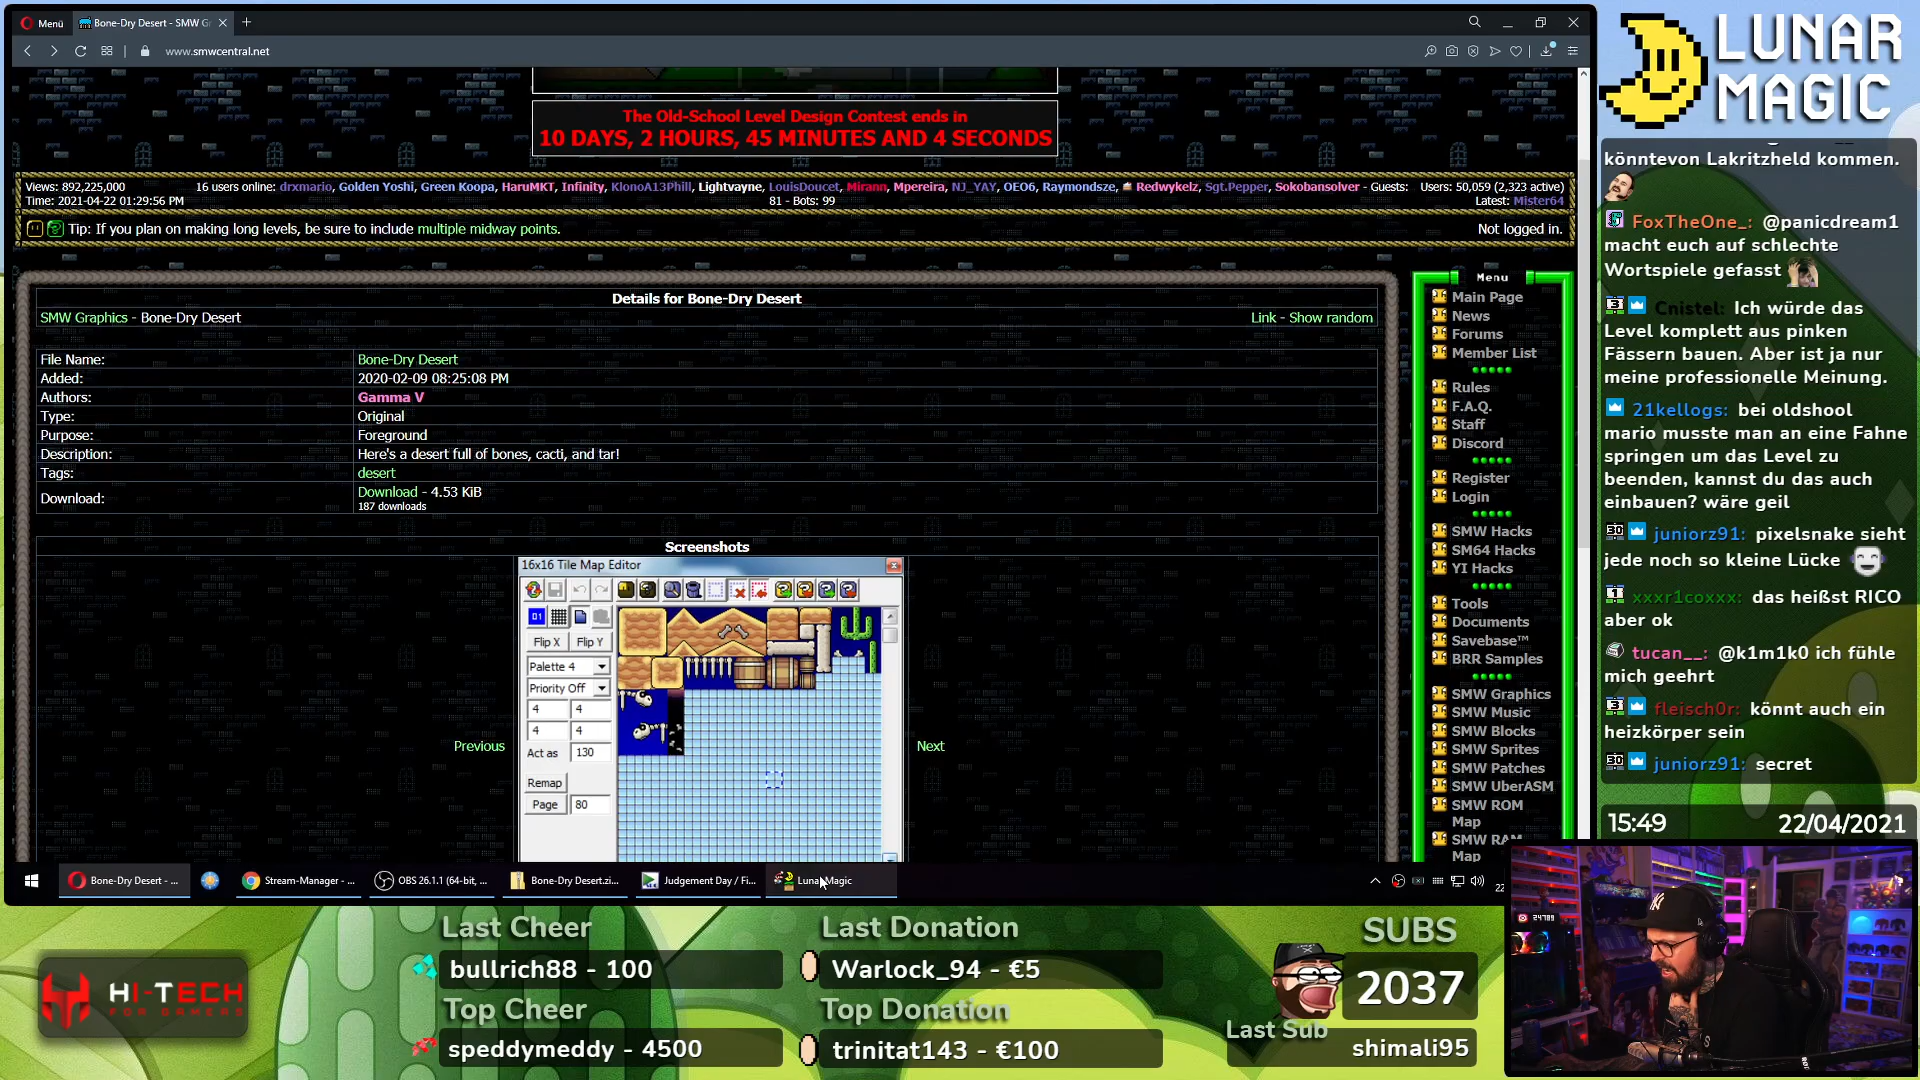 Menü
Bone-Dry Desert - SMW Gr
www.smwcentral.net
The Old-School Level Design Contest ends in
10 DAYS, 2 HOURS, 45 MINUTES AND 4 SECONDS
Views: 892,225,000
Time: 2021-04-22 01:29:56 PM
16 users online: drxmario, Golden Yoshi, Green Koopa, HaruMKT, Infinity, KlonoA13Phill, Lightvayne, LouisDoucet, Mirann, Mpereira, NJ_YAY, OEO6, Raymondsze, Redwykelz, Sgt.Pepper, Sokobansolver - Guests:
81 - Bots: 99
Users: 50,059 (2,323 active)
Latest: Mister64
Tip: If you plan on making long levels, be sure to include multiple midway points.
Not logged in.
Details for Bone-Dry Desert
SMW Graphics - Bone-Dry Desert
Link - Show random
File Name: Bone-Dry Desert
Added: 2020-02-09 08:25:08 PM
Authors: Gamma V
Type: Original
Purpose: Foreground
Description: Here's a desert full of bones, cacti, and tar!
Tags: desert
Download: Download - 4.53 KiB
187 downloads
Screenshots
16x16 Tile Map Editor
01
Flip X Flip Y
Palette 4
Priority Off
4 4
4 4
Act as 130
Remap
Page 80
Previous
Next
Menu
Main Page
News
Forums
Member List
Rules
F.A.Q.
Staff
Discord
Register
Login
SMW Hacks
SM64 Hacks
YI Hacks
Tools
Documents
Savebase™
BRR Samples
SMW Graphics
SMW Music
SMW Blocks
SMW Sprites
SMW Patches
SMW UberASM
SMW ROM
Map
SMW RAM
Map
Bone-Dry Desert - ...
Stream-Manager - ...
OBS 26.1.1 (64-bit, ...
Bone-Dry Desert.zi...
Judgement Day / Fi...
Lunar Magic
LUNAR
MAGIC
könntevon Lakritzheld kommen.
FoxTheOne_: @panicdream1
macht euch auf schlechte
Wortspiele gefasst
Cnistel: Ich würde das
Level komplett aus pinken
Fässern bauen. Aber ist ja nur
meine professionelle Meinung.
21kellogs: bei oldshool
mario musste man an eine Fahne
springen um das Level zu
beenden, kannst du das auch
einbauen? wäre geil
juniorz91: pixelsnake sieht
jede noch so kleine Lücke
xxxr1coxxx: das heißst RICO
aber ok
tucan__: @k1m1k0 ich fühle
mich geehrt
fleisch0r: könnt auch ein
heizkörper sein
juniorz91: secret
15:49
22/04/2021
HI-TECH
FOR GAMERS
Last Cheer
bullrich88 - 100
Top Cheer
speddymeddy - 4500
Last Donation
Warlock_94 - €5
Top Donation
trinitat143 - €100
SUBS
2037
Last Sub
shimali95